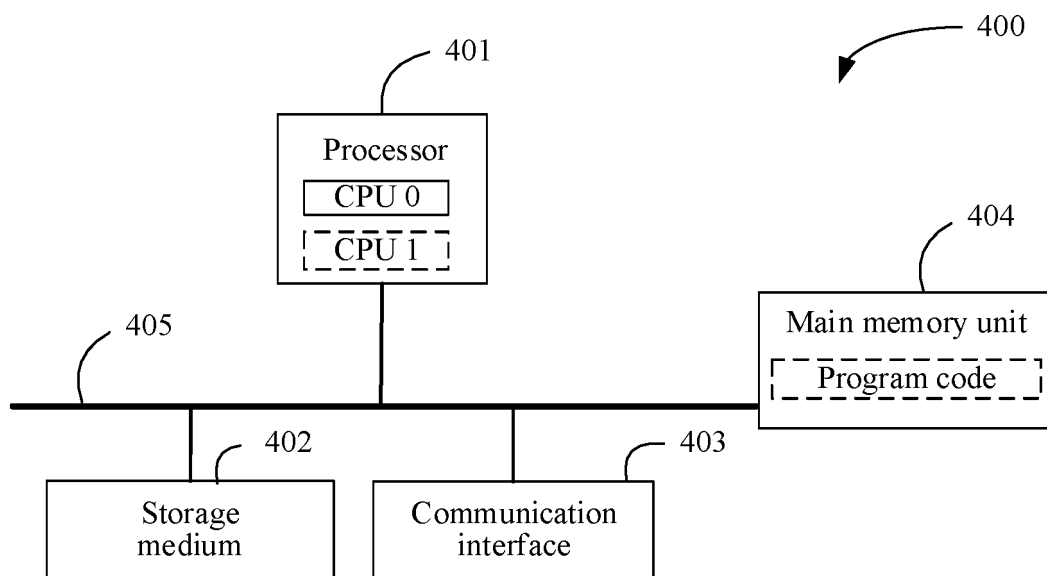 400
401
Processor
CPU 0
CPU 1
404
Main memory unit
Program code
405
402
403
Storage
medium
Communication
interface